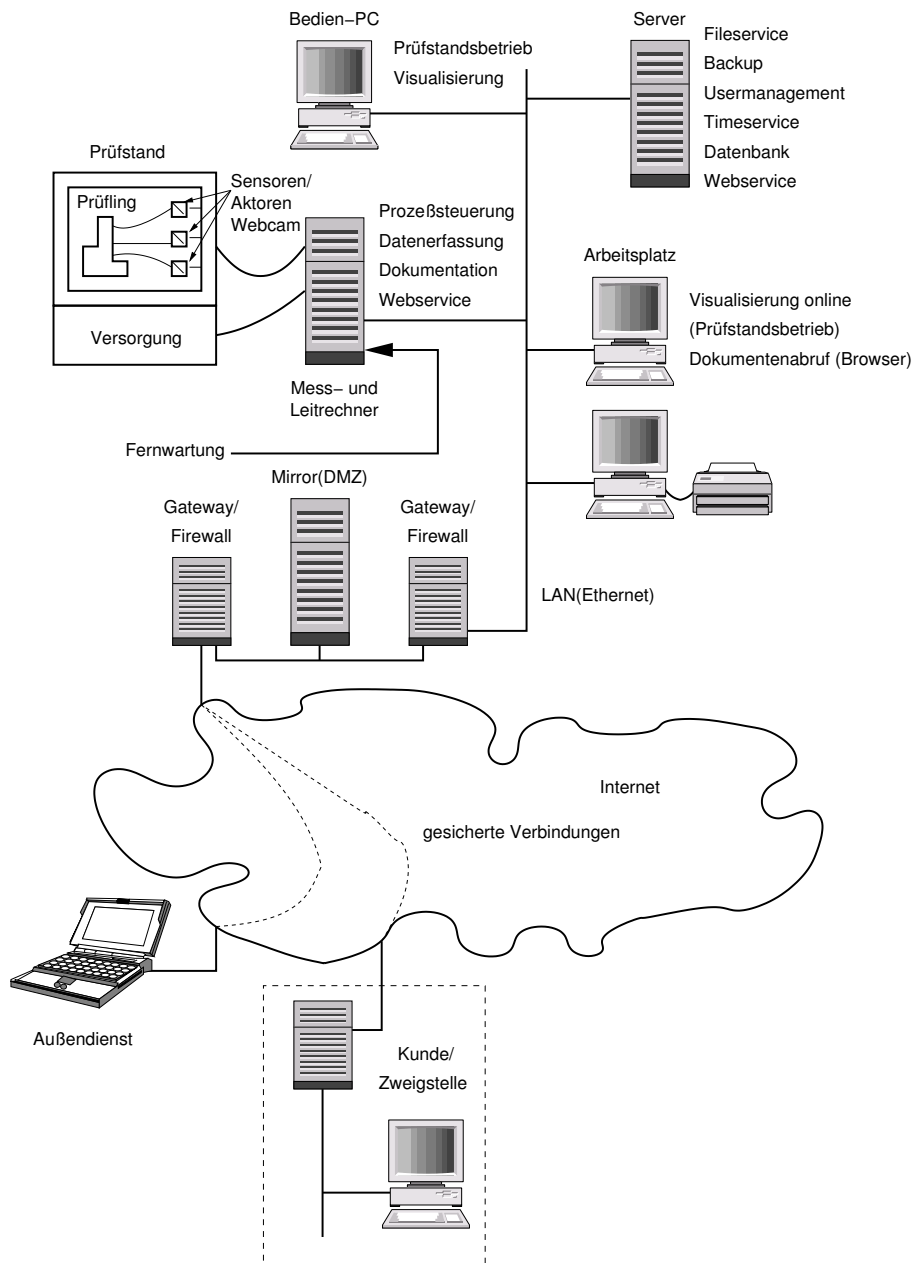 Bedien−PC
Prüfstandsbetrieb
Visualisierung
Server
Fileservice
Backup
Usermanagement
Timeservice
Datenbank
Webservice
Prüfstand
Prüfling
Sensoren/
Aktoren
Webcam
Versorgung
Prozeßsteuerung
Datenerfassung
Dokumentation
Webservice
Mess− und
Leitrechner
Arbeitsplatz
Visualisierung online
(Prüfstandsbetrieb)
Dokumentenabruf (Browser)
Fernwartung
Mirror(DMZ)
Gateway/
Firewall
Gateway/
Firewall
LAN(Ethernet)
Internet
gesicherte Verbindungen
Außendienst
Kunde/
Zweigstelle